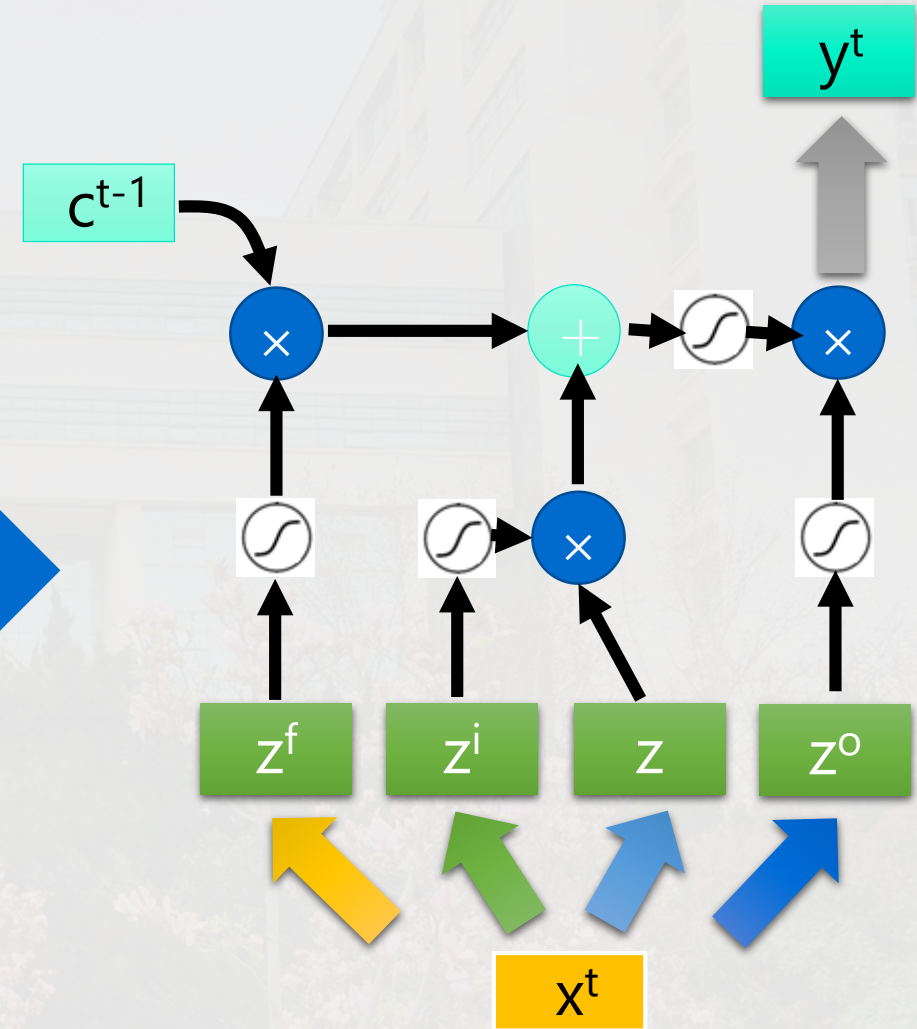 y^t
c^t-1
× + ×
×
z^f z^i z z^o
x^t